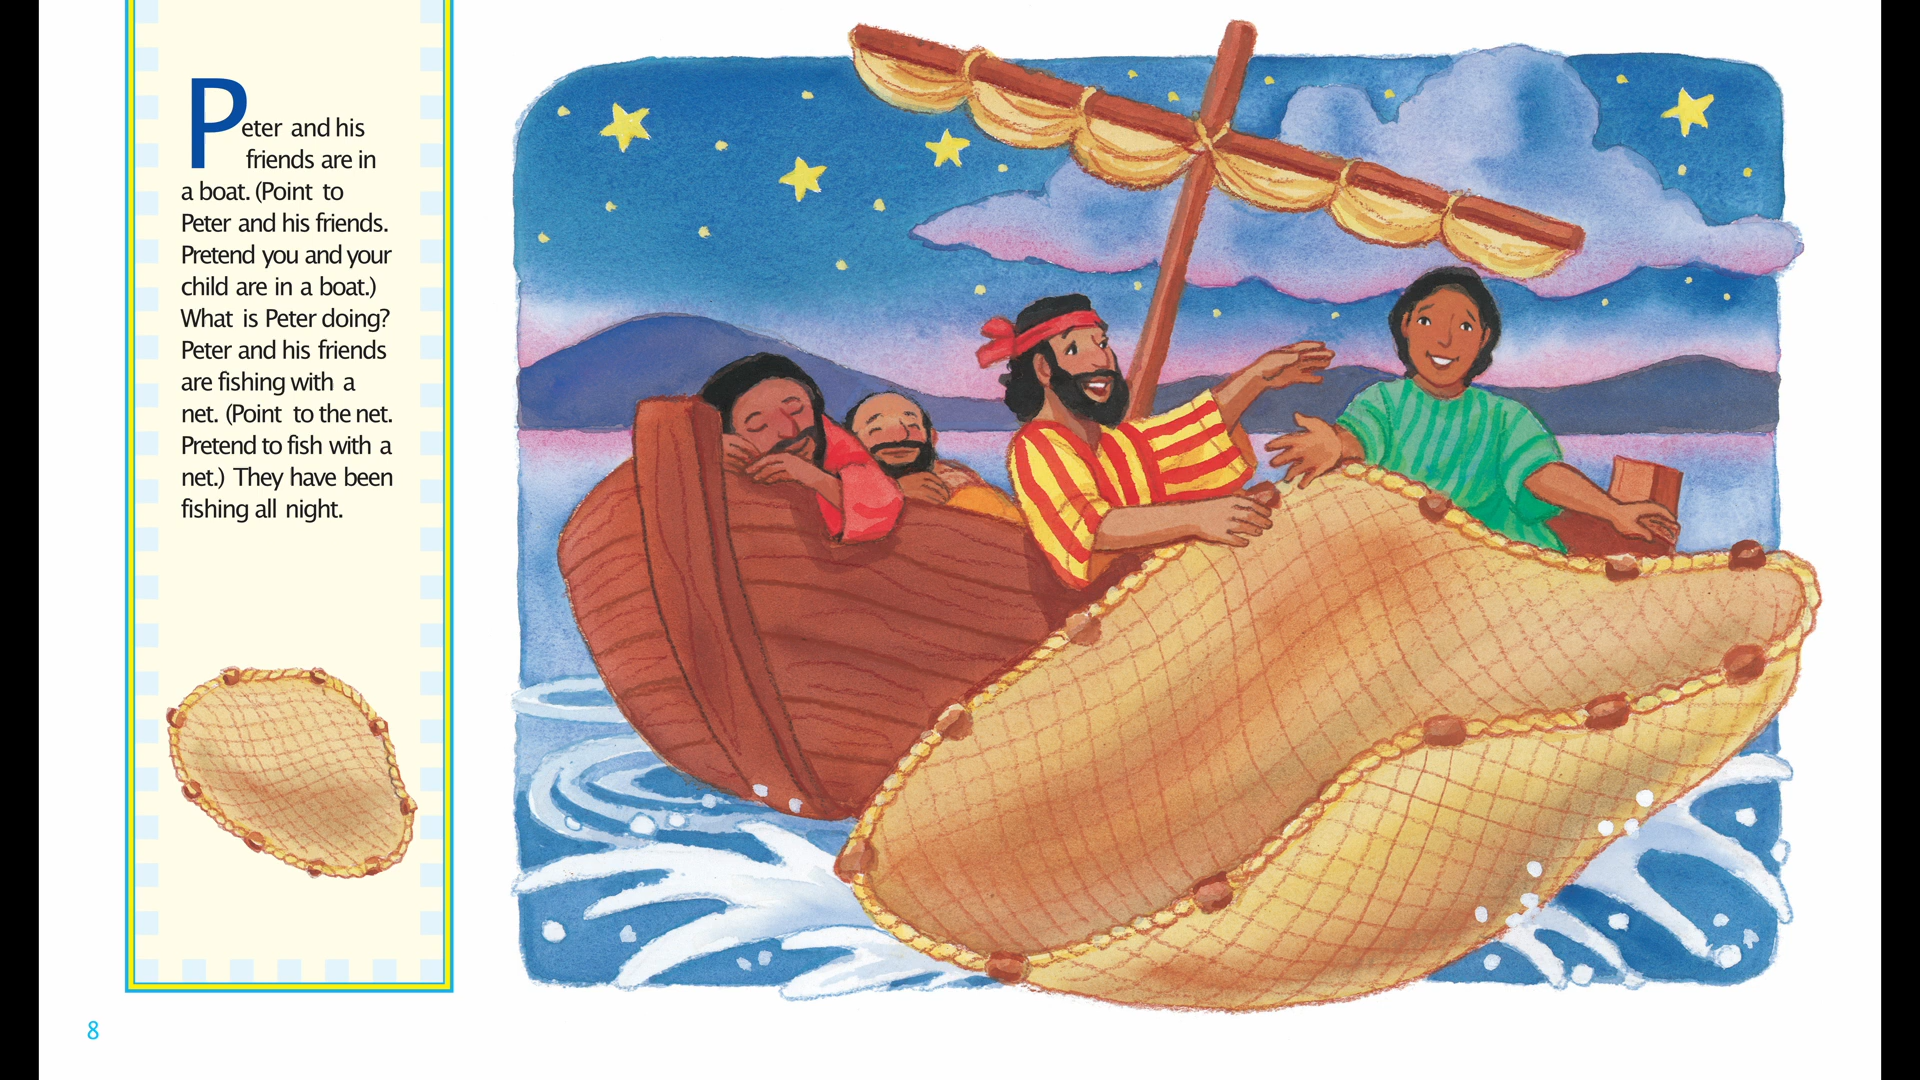 Peter and his
friends are in
a boat. (Point to
Peter and his friends.
Pretend you and your
child are in a boat.)
What is Peter doing?
Peter and his friends
are fishing with a
net. (Point to the net.
Pretend to fish with a
net.) They have been
fishing all night.
8